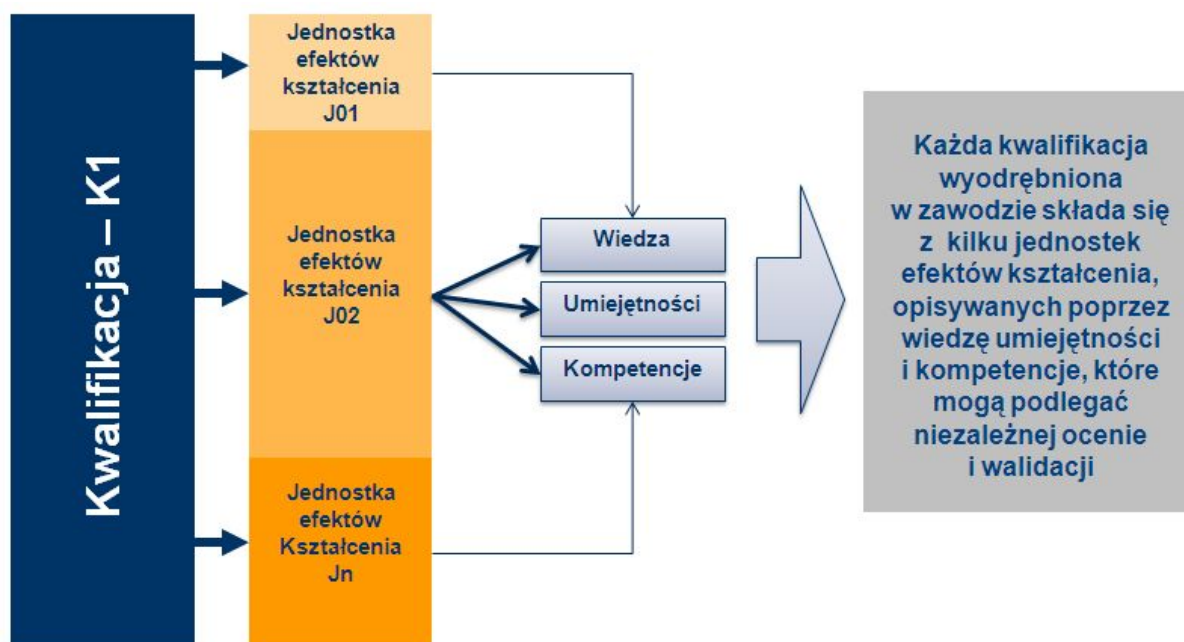 Kwalifikacja – K1
Jednostka
efektów
kształcenia
J01
Jednostka
efektów
kształcenia
J02
Jednostka
efektów
Kształcenia
Jn
Wiedza
Umiejętności
Kompetencje
Każda kwalifikacja
wyodrębniona
w zawodzie składa się
z kilku jednostek
efektów kształcenia,
opisywanych poprzez
wiedzę umiejętności
i kompetencje, które
mogą podlegać
niezależnej ocenie
i walidacji